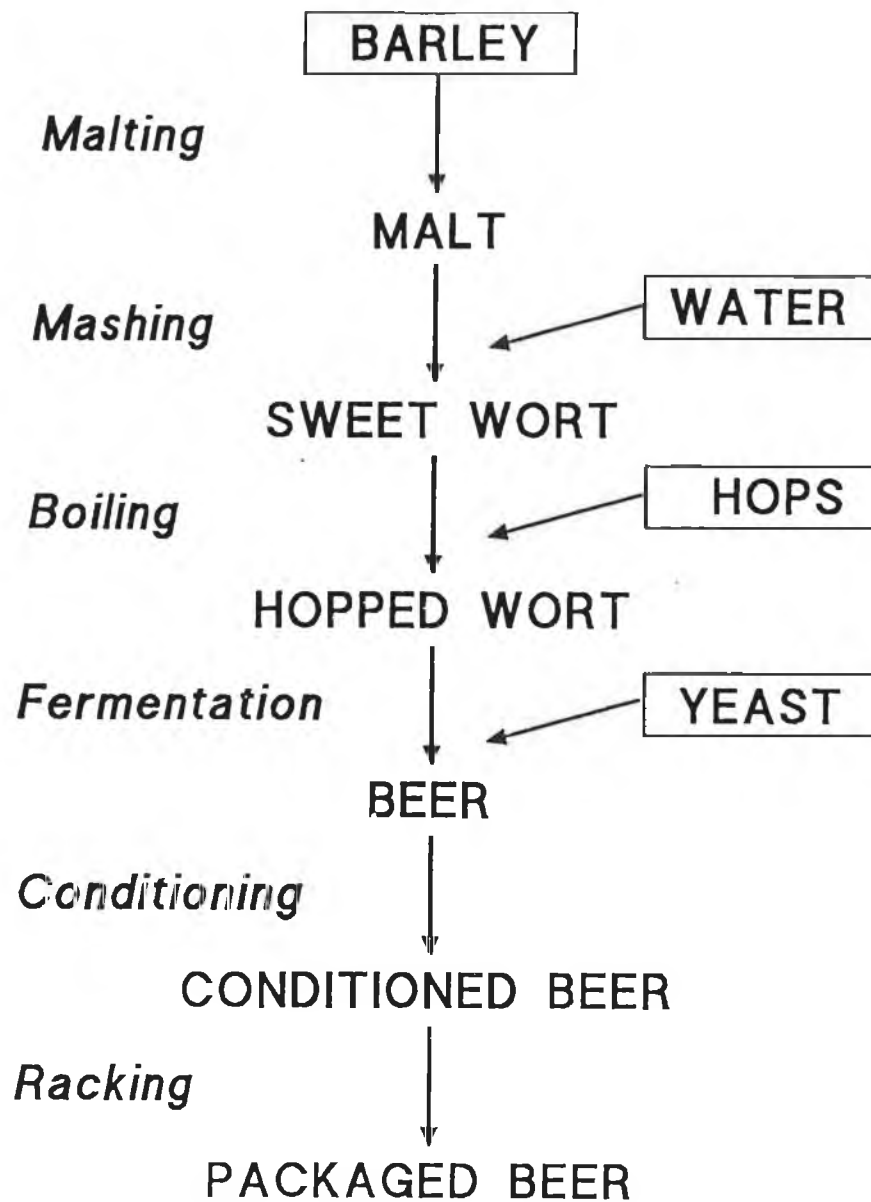 BARLEY
Malting
MALT
Mashing
WATER
SWEET WORT
Boiling
HOPS
HOPPED WORT
Fermentation
YEAST
BEER
Conditioning
CONDITIONED BEER
Racking
PACKAGED BEER